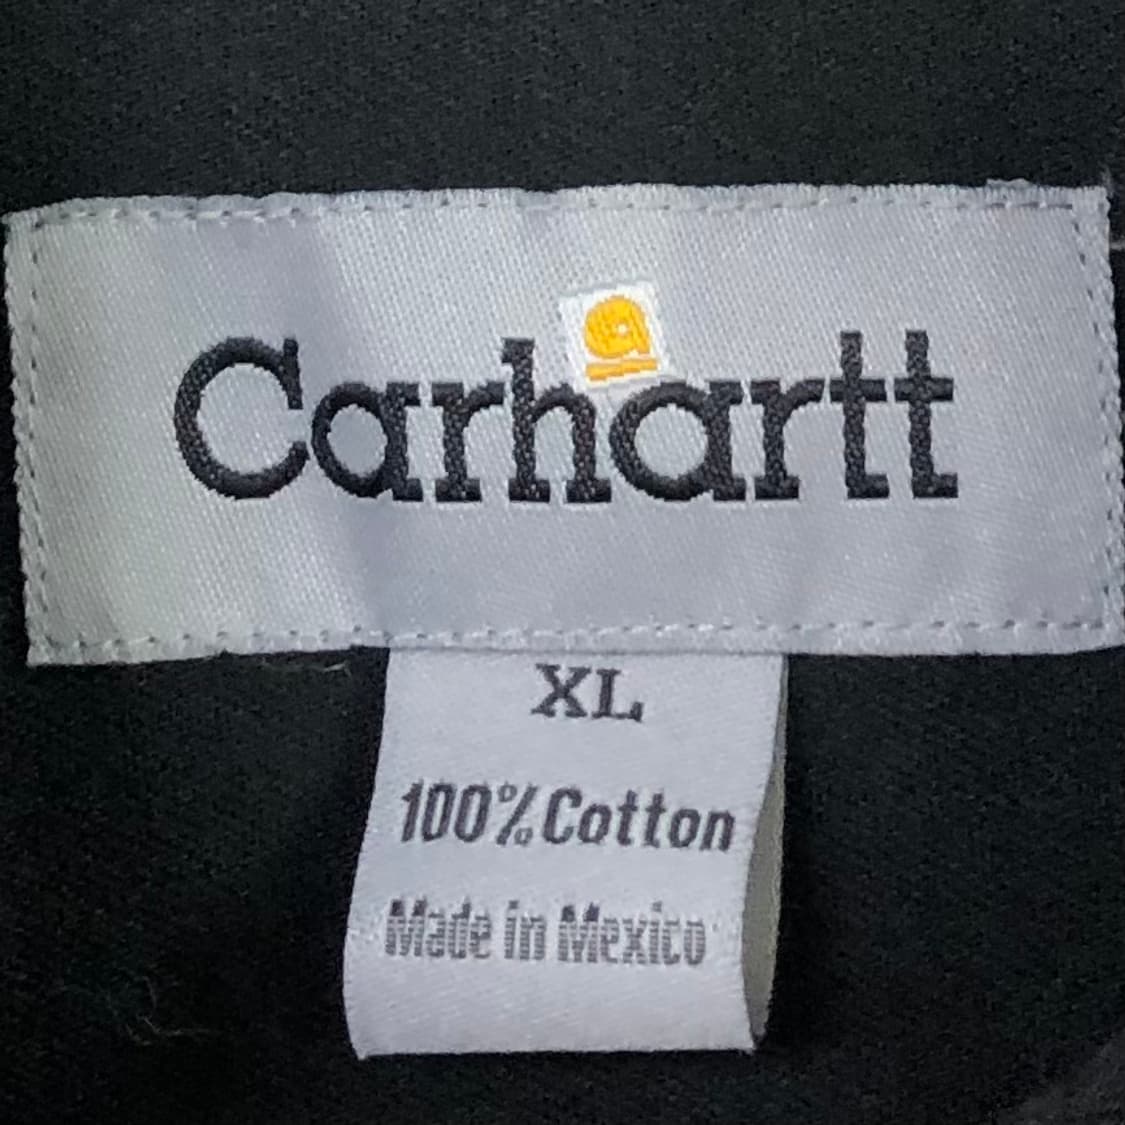 Carhartt
XL
100% Cotton
Made in Mexico